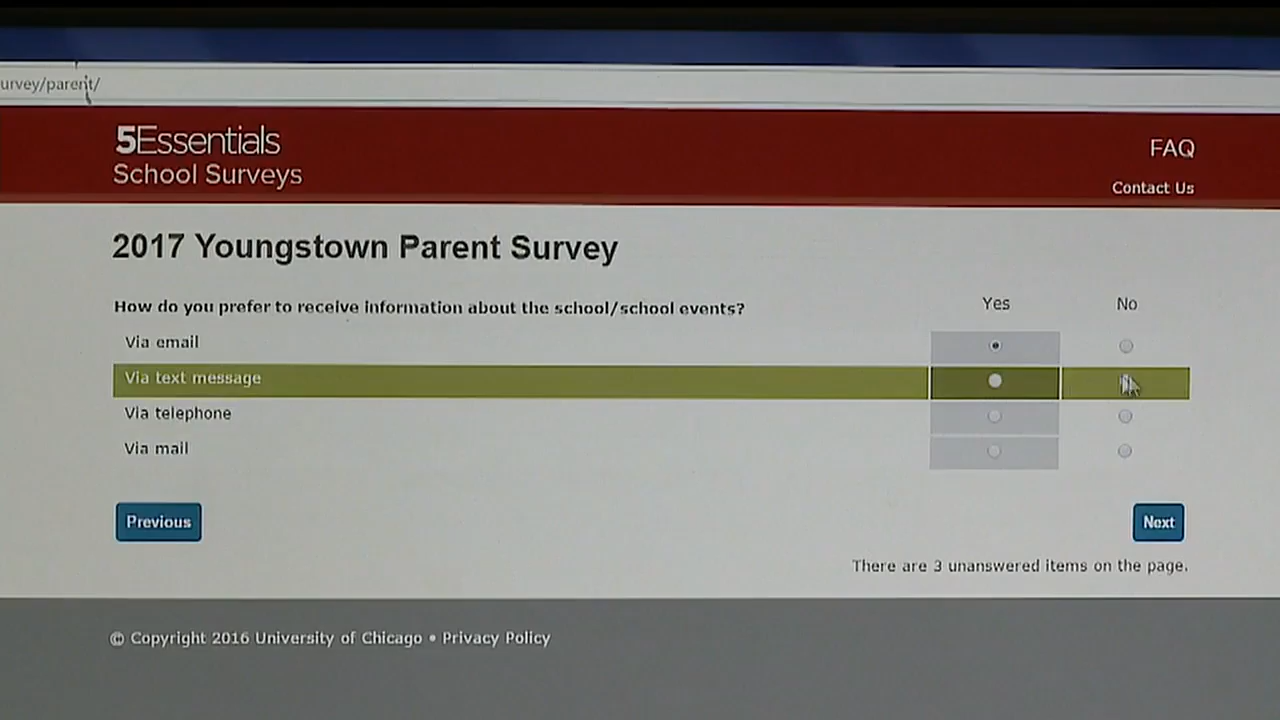 urvey/parent/
5Essentials
School Surveys
FAQ
Contact Us
2017 Youngstown Parent Survey
How do you prefer to receive information about the school/school events? Yes No
Via email
Via text message
Via telephone
Via mail
Previous Next
There are 3 unanswered items on the page.
© Copyright 2016 University of Chicago • Privacy Policy